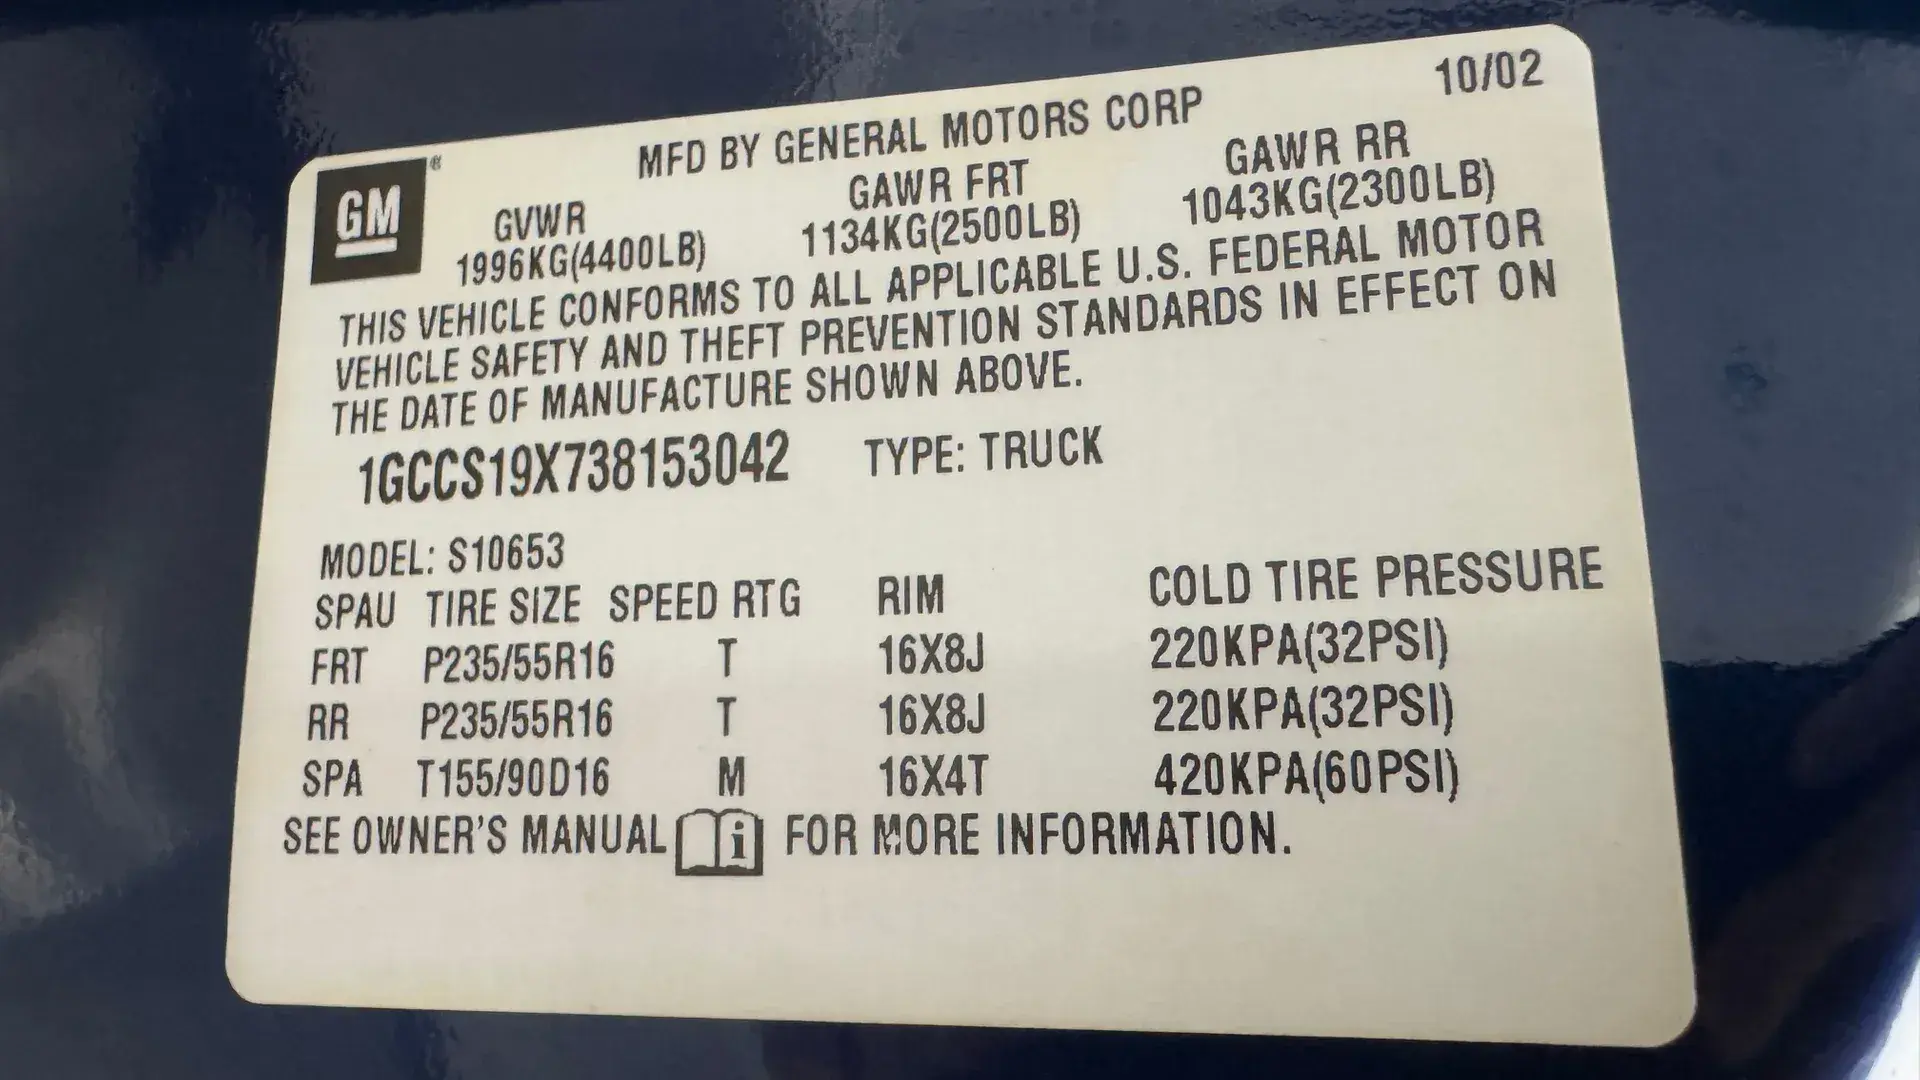 10/02
MFD BY GENERAL MOTORS CORP
GM®
GVWR GAWR FRT GAWR RR
1996KG(4400LB) 1134KG(2500LB) 1043KG(2300LB)
THIS VEHICLE CONFORMS TO ALL APPLICABLE U.S. FEDERAL MOTOR
VEHICLE SAFETY AND THEFT PREVENTION STANDARDS IN EFFECT ON
THE DATE OF MANUFACTURE SHOWN ABOVE.
1GCCS19X738153042 TYPE: TRUCK
MODEL: S10653
SPAU TIRE SIZE SPEED RTG RIM COLD TIRE PRESSURE
FRT P235/55R16 T 16X8J 220KPA(32PSI)
RR P235/55R16 T 16X8J 220KPA(32PSI)
SPA T155/90D16 M 16X4T 420KPA(60PSI)
SEE OWNER'S MANUAL i FOR MORE INFORMATION.